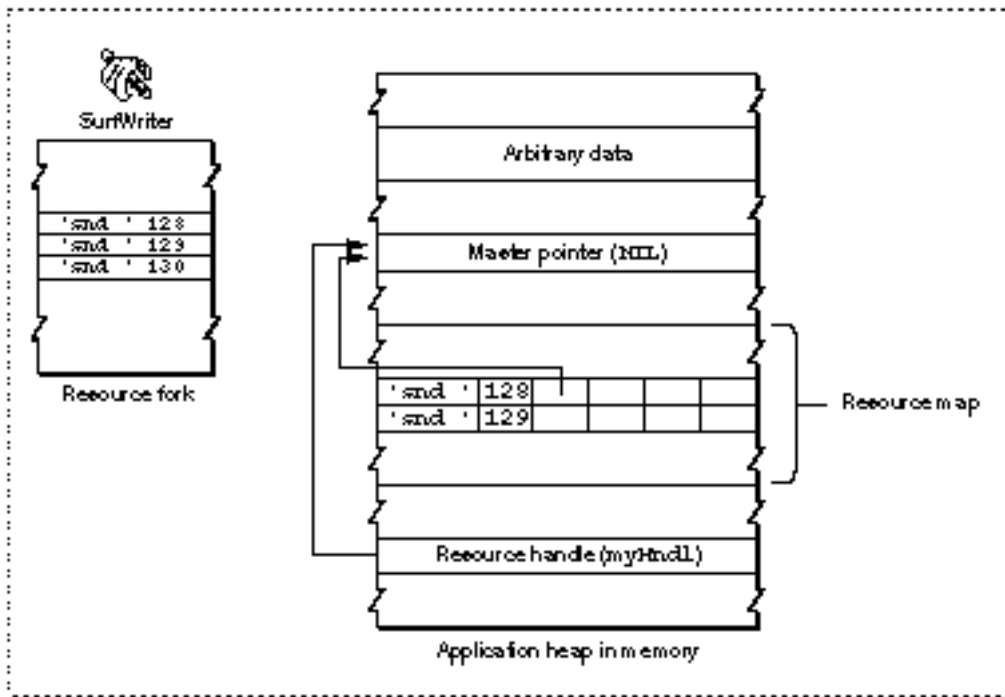 SurfWriter
'snd ' 128
'snd ' 129
'snd ' 130
Resource fork
Arbitrary data
Master pointer (NIL)
'snd ' 128
'snd ' 129
Resource map
Resource handle (myHndl)
Application heap in memory